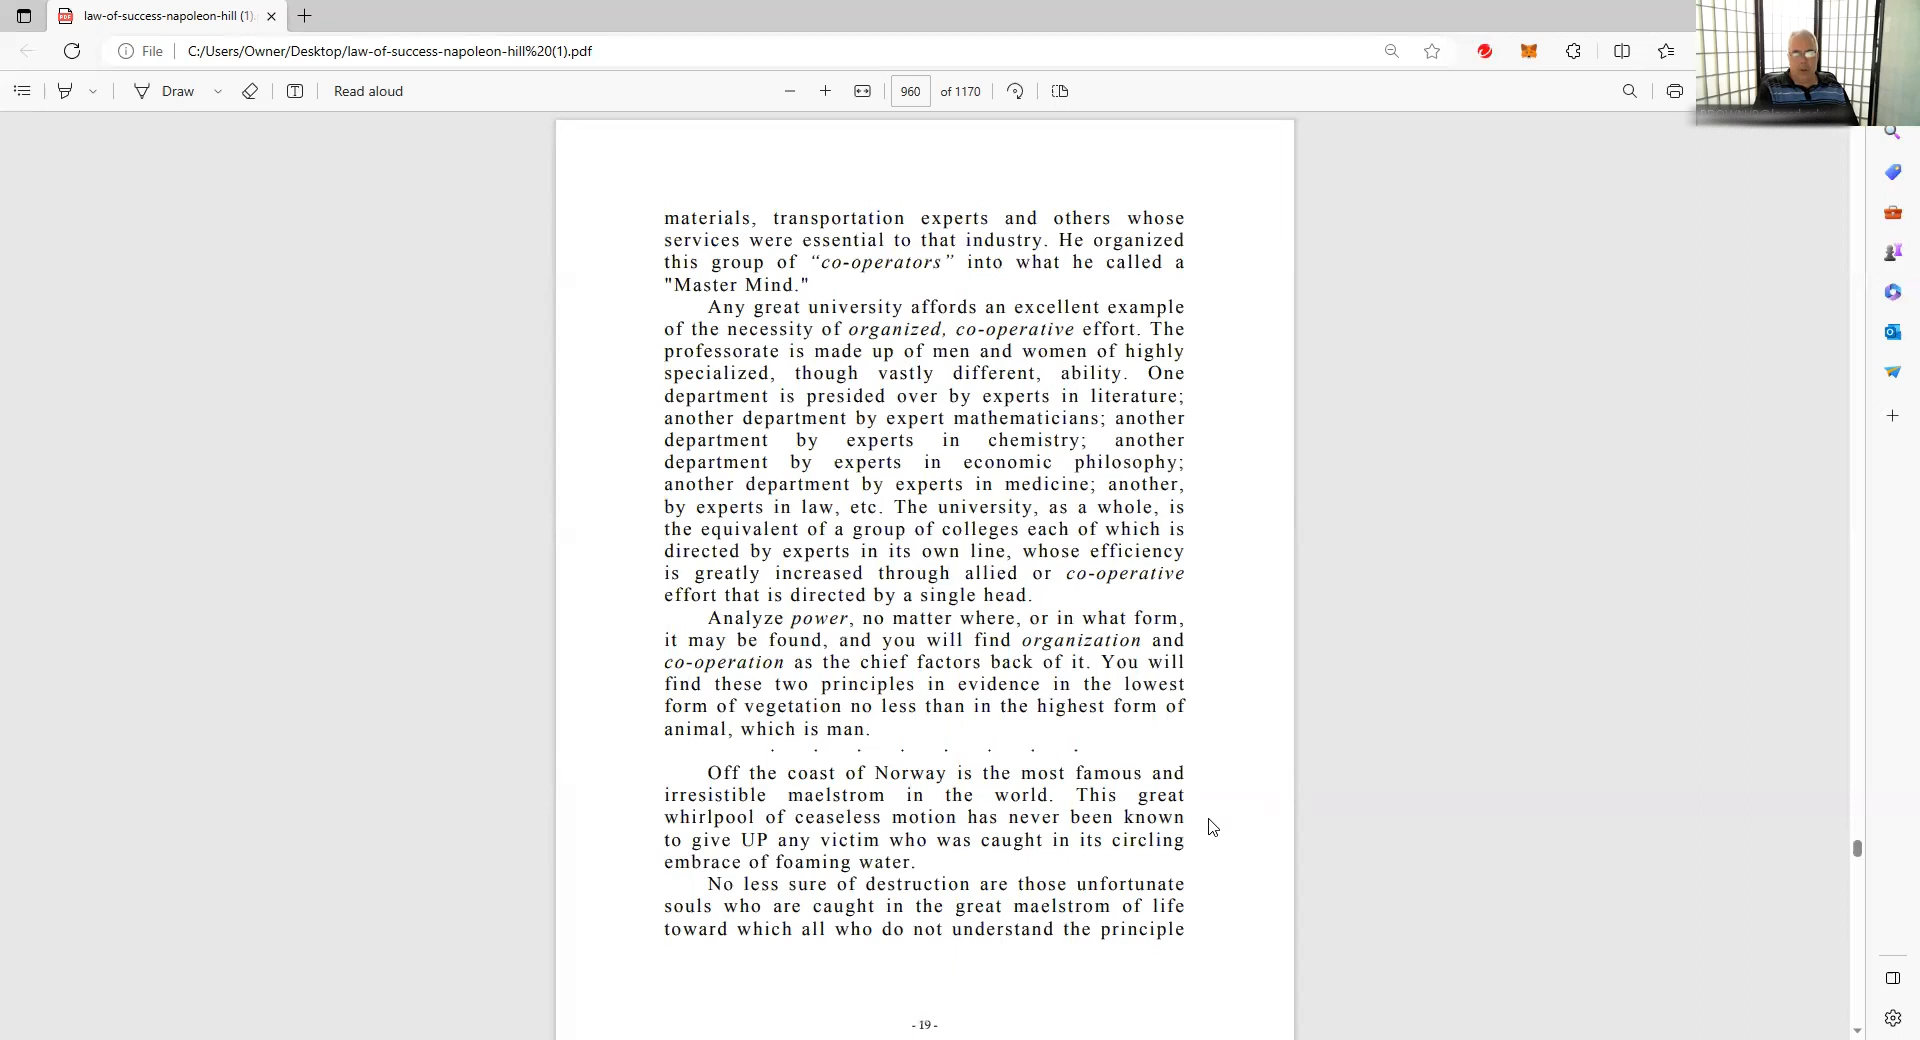 law-of-success-napoleon-hill (1).
File
C:/Users/Owner/Desktop/law-of-success-napoleon-hill%20(1).pdf
Draw
Read aloud
960
of 1170
materials, transportation experts and others whose
services were essential to that industry. He organized
this group of “co-operators” into what he called a
"Master Mind."
Any great university affords an excellent example
of the necessity of organized, co-operative effort. The
professorate is made up of men and women of highly
specialized, though vastly different, ability. One
department is presided over by experts in literature;
another department by expert mathematicians; another
department by experts in chemistry; another
department by experts in economic philosophy;
another department by experts in medicine; another,
by experts in law, etc. The university, as a whole, is
the equivalent of a group of colleges each of which is
directed by experts in its own line, whose efficiency
is greatly increased through allied or co-operative
effort that is directed by a single head.
Analyze power, no matter where, or in what form,
it may be found, and you will find organization and
co-operation as the chief factors back of it. You will
find these two principles in evidence in the lowest
form of vegetation no less than in the highest form of
animal, which is man.
. . . . . . . .
Off the coast of Norway is the most famous and
irresistible maelstrom in the world. This great
whirlpool of ceaseless motion has never been known
to give UP any victim who was caught in its circling
embrace of foaming water.
No less sure of destruction are those unfortunate
souls who are caught in the great maelstrom of life
toward which all who do not understand the principle
- 19 -